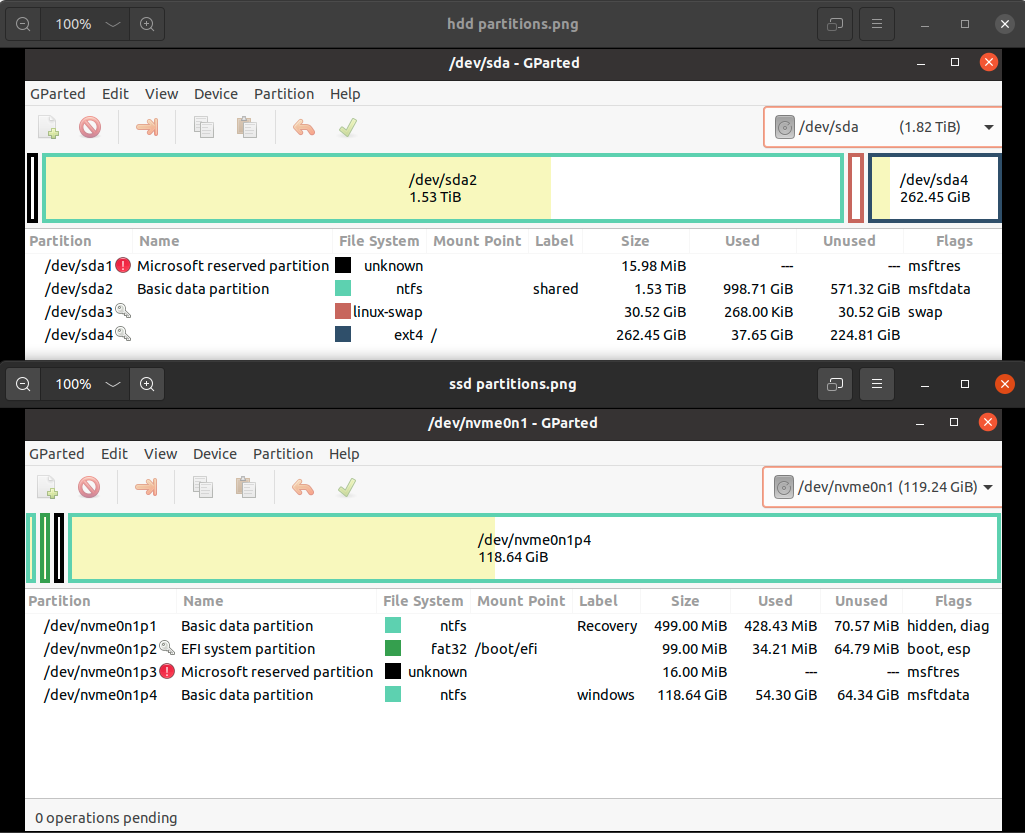 100% hdd partitions.png
/dev/sda - GParted
GParted Edit View Device Partition Help
/dev/sda (1.82 TiB)
/dev/sda2
1.53 TiB
/dev/sda4
262.45 GiB
Partition Name File System Mount Point Label Size Used Unused Flags
/dev/sda1 Microsoft reserved partition unknown 15.98 MiB --- --- msftres
/dev/sda2 Basic data partition ntfs shared 1.53 TiB 998.71 GiB 571.32 GiB msftdata
/dev/sda3 linux-swap 30.52 GiB 268.00 KiB 30.52 GiB swap
/dev/sda4 ext4 / 262.45 GiB 37.65 GiB 224.81 GiB
100% ssd partitions.png
/dev/nvme0n1 - GParted
GParted Edit View Device Partition Help
/dev/nvme0n1 (119.24 GiB)
/dev/nvme0n1p4
118.64 GiB
Partition Name File System Mount Point Label Size Used Unused Flags
/dev/nvme0n1p1 Basic data partition ntfs Recovery 499.00 MiB 428.43 MiB 70.57 MiB hidden, diag
/dev/nvme0n1p2 EFI system partition fat32 /boot/efi 99.00 MiB 34.21 MiB 64.79 MiB boot, esp
/dev/nvme0n1p3 Microsoft reserved partition unknown 16.00 MiB --- --- msftres
/dev/nvme0n1p4 Basic data partition ntfs windows 118.64 GiB 54.30 GiB 64.34 GiB msftdata
0 operations pending